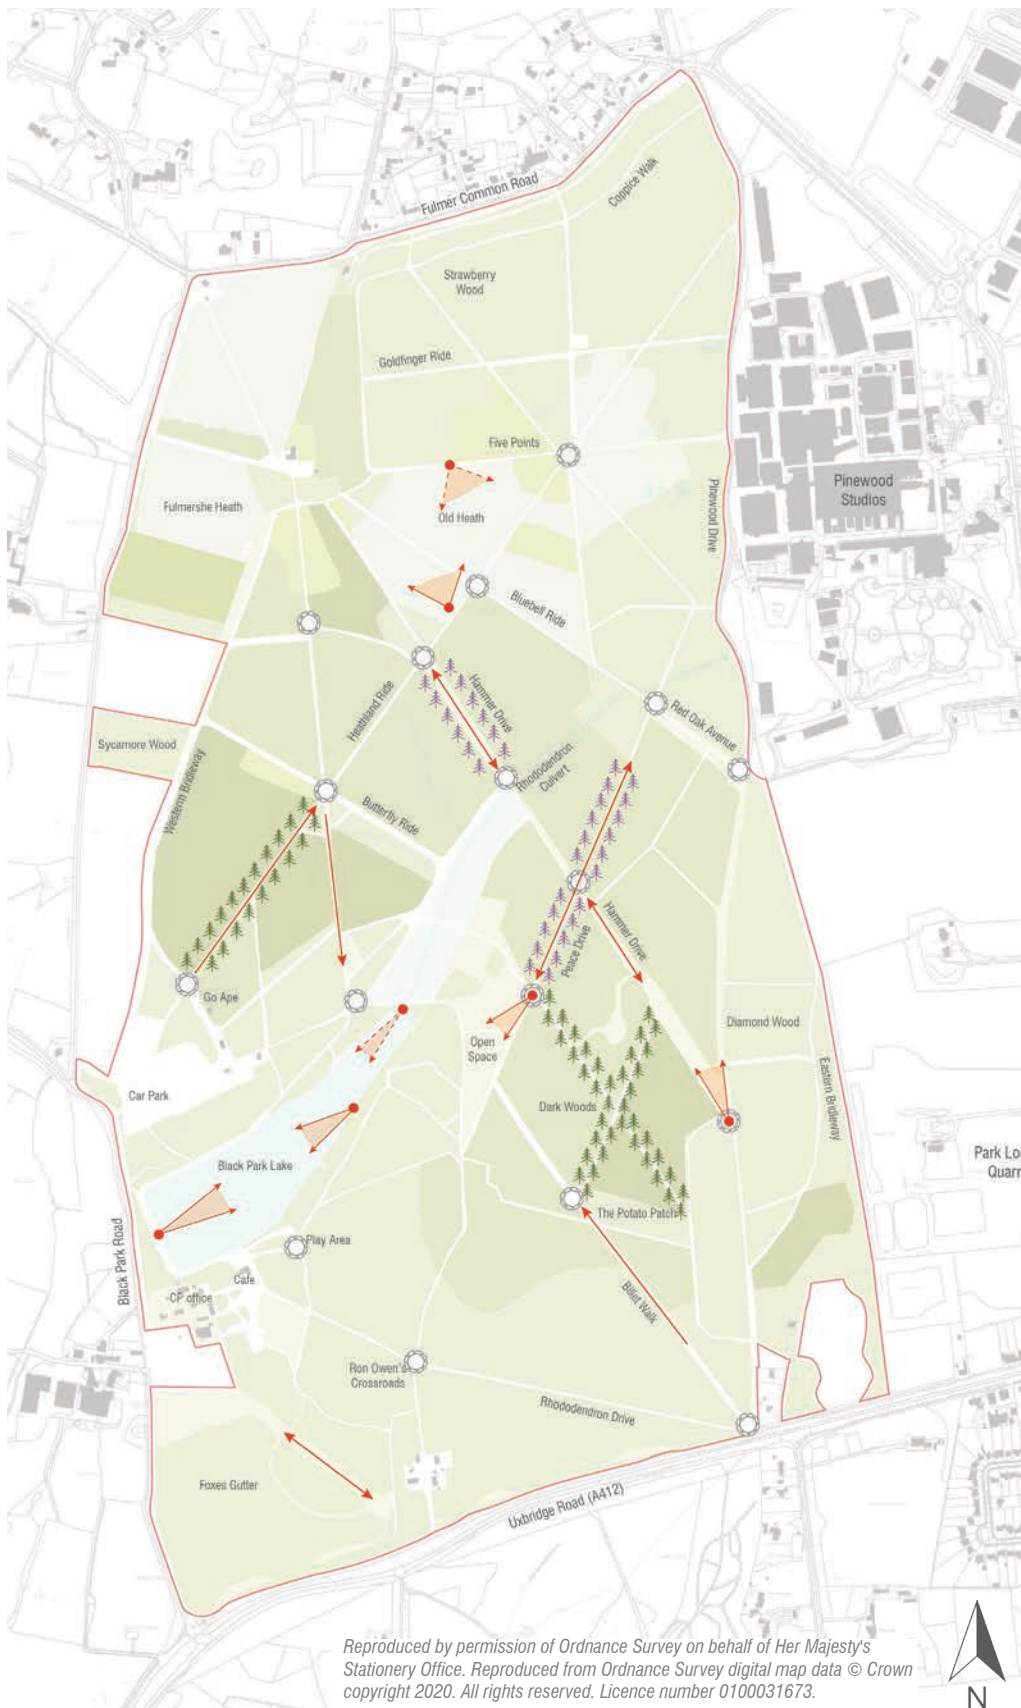 Fulmer Common Road
Coppice Walk
Strawberry
Wood
Goldfinger Ride
Five Points
Pinewood
Studios
Pinewood Drive
Fulmershe Heath
Old Heath
Bluebell Ride
Hammer Drive
Heathland Ride
Red Oak Avenue
Sycamore Wood
Western Bridleway
Rhododendron
Culvert
Butterfly Ride
Hammer Drive
Peace Drive
Go Ape
Diamond Wood
Open
Space
Eastern Bridleway
Car Park
Dark Woods
Park Lo
Quarr
Black Park Lake
The Potato Patch
Play Area
Black Park Road
Cafe
CP office
Billet Walk
Ron Owen's
Crossroads
Rhododendron Drive
Foxes Gutter
Uxbridge Road (A412)
Reproduced by permission of Ordnance Survey on behalf of Her Majesty's
Stationery Office. Reproduced from Ordnance Survey digital map data © Crown
copyright 2020. All rights reserved. Licence number 0100031673.
N